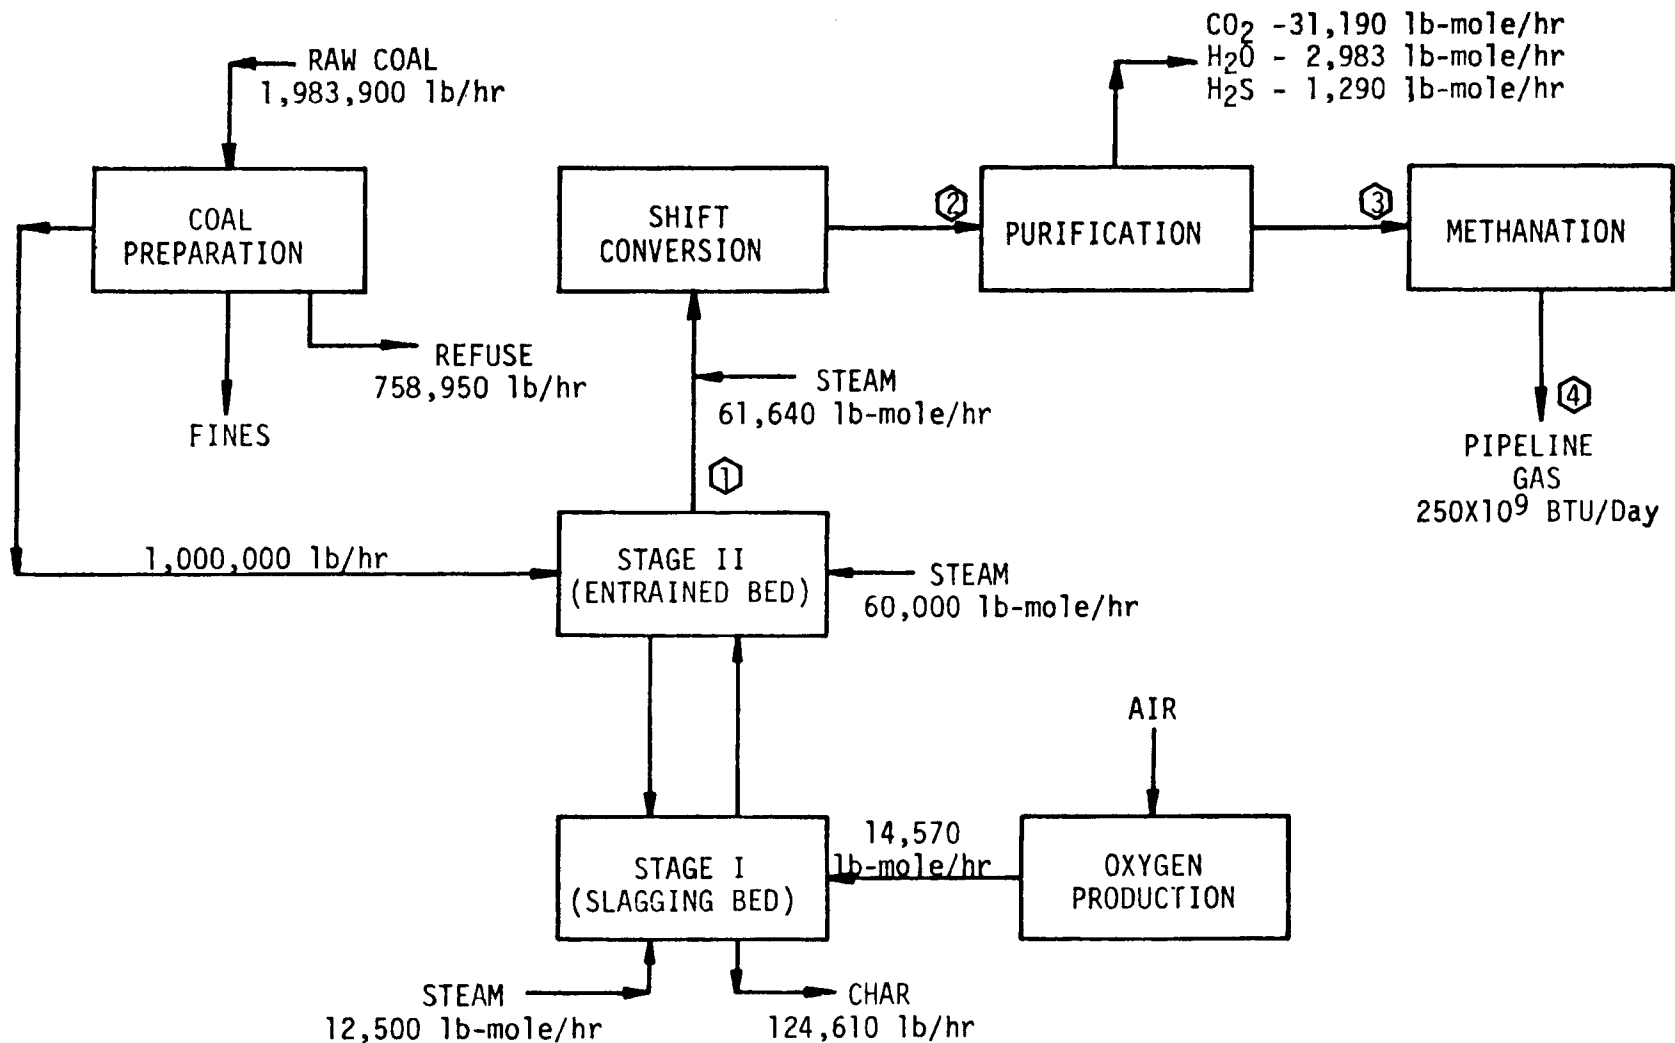 CO2 -31,190 lb-mole/hr
H2O - 2,983 lb-mole/hr
H2S - 1,290 lb-mole/hr
RAW COAL
1,983,900 lb/hr
COAL
PREPARATION
SHIFT
CONVERSION
2
PURIFICATION
3
METHANATION
REFUSE
758,950 lb/hr
FINES
STEAM
61,640 lb-mole/hr
1
4
PIPELINE
GAS
250X10⁹ BTU/Day
1,000,000 lb/hr
STAGE II
(ENTRAINED BED)
STEAM
60,000 lb-mole/hr
AIR
14,570
lb-mole/hr
STAGE I
(SLAGGING BED)
OXYGEN
PRODUCTION
STEAM
12,500 lb-mole/hr
CHAR
124,610 lb/hr